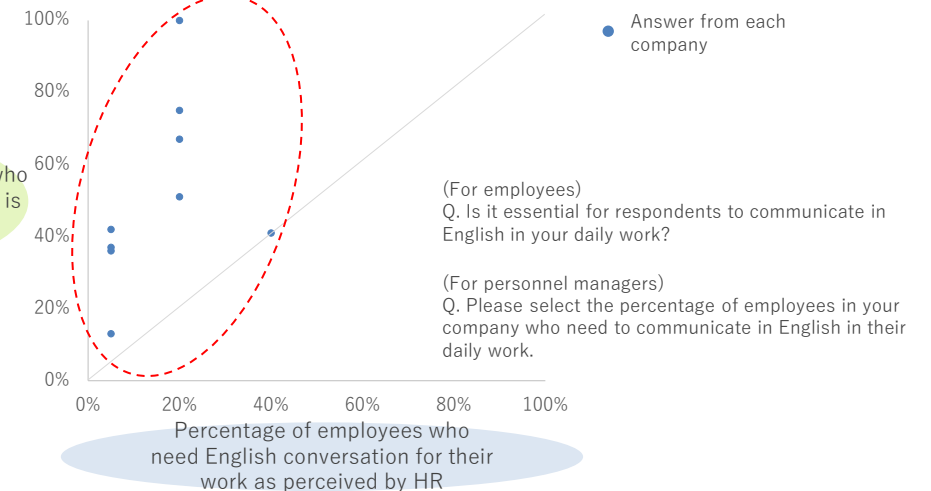 100%
80%
60%
40%
20%
0%
0% 20% 40% 60% 80% 100%
who
is
Answer from each
company
(For employees)
Q. Is it essential for respondents to communicate in
English in your daily work?
(For personnel managers)
Q. Please select the percentage of employees in your
company who need to communicate in English in their
daily work.
Percentage of employees who
need English conversation for their
work as perceived by HR